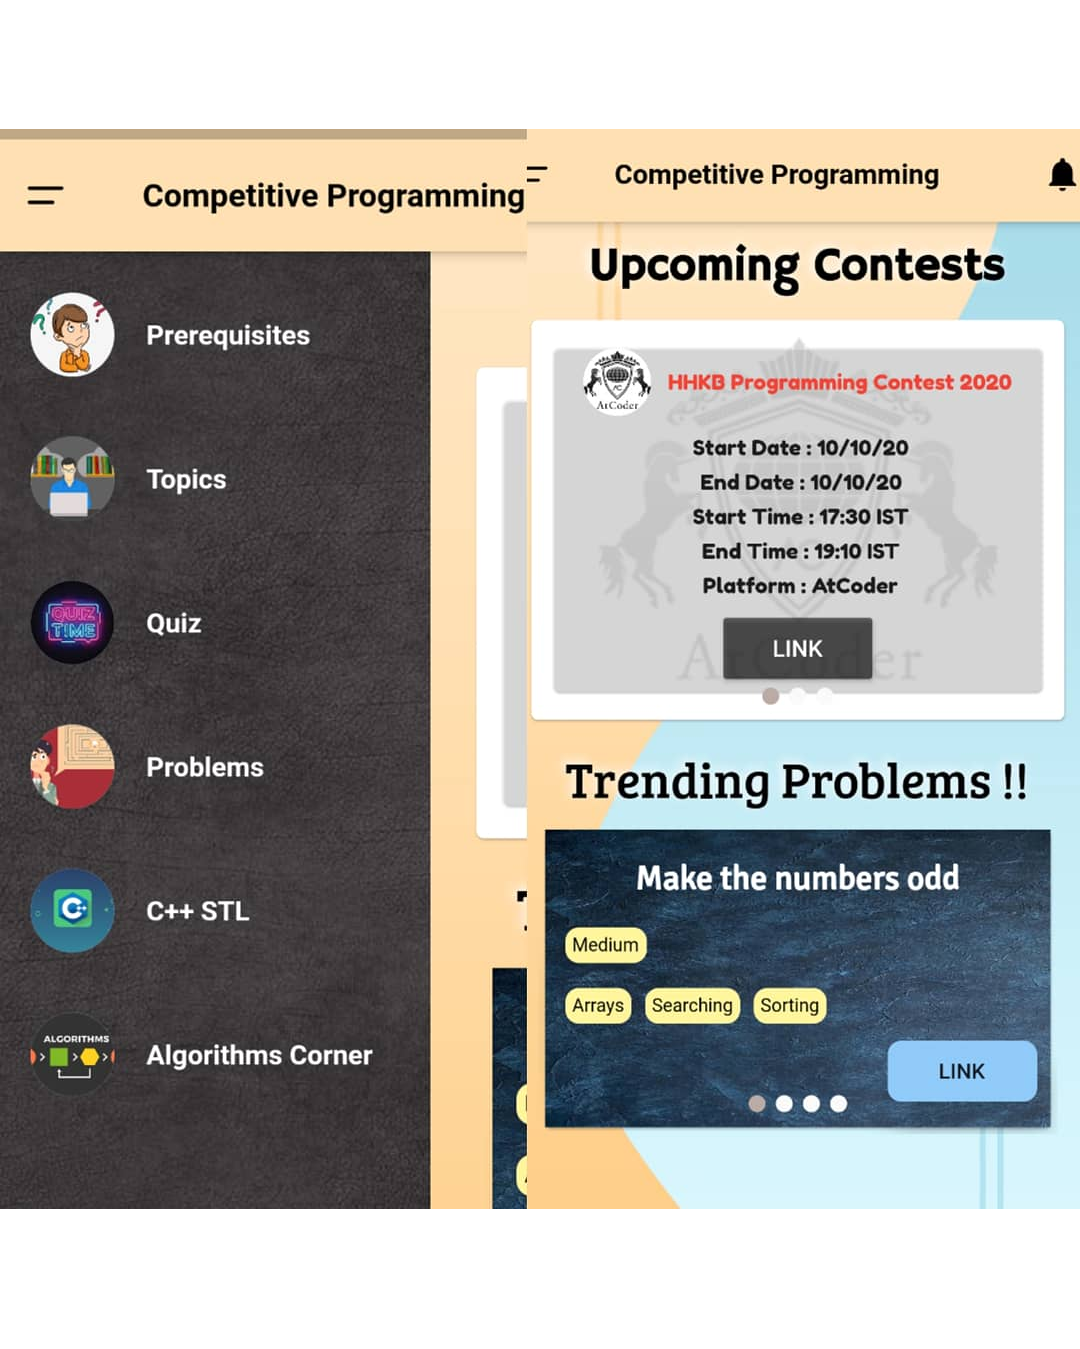 Competitive Programming
Prerequisites
Topics
QUIZ
TIME
Quiz
Problems
C
C++ STL
ALGORITHMS
Algorithms Corner
Competitive Programming
Upcoming Contests
AtCoder
HHKB Programming Contest 2020
Start Date : 10/10/20
End Date : 10/10/20
Start Time : 17:30 IST
End Time : 19:10 IST
Platform : AtCoder
LINK
AtCoder
Trending Problems !!
Make the numbers odd
Medium
Arrays Searching Sorting
LINK